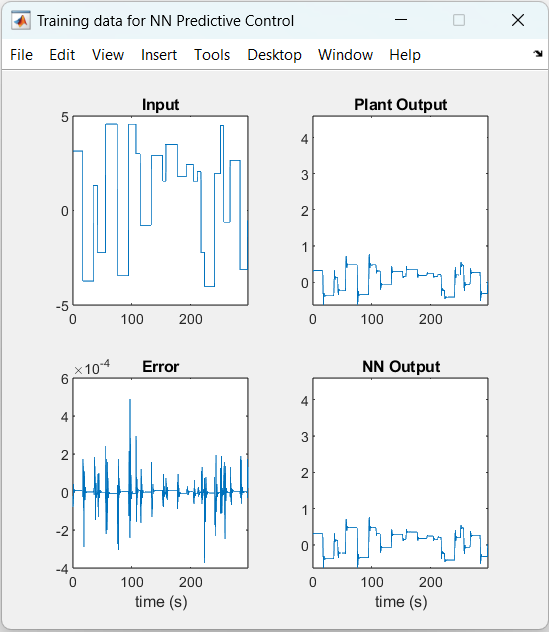 Training data for NN Predictive Control
File Edit View Insert Tools Desktop Window Help
Input
5
0
-5
0 100 200
Plant Output
4
3
2
1
0
0 100 200
Error
×10⁻⁴
6
4
2
0
-2
-4
0 100 200
time (s)
NN Output
4
3
2
1
0
0 100 200
time (s)